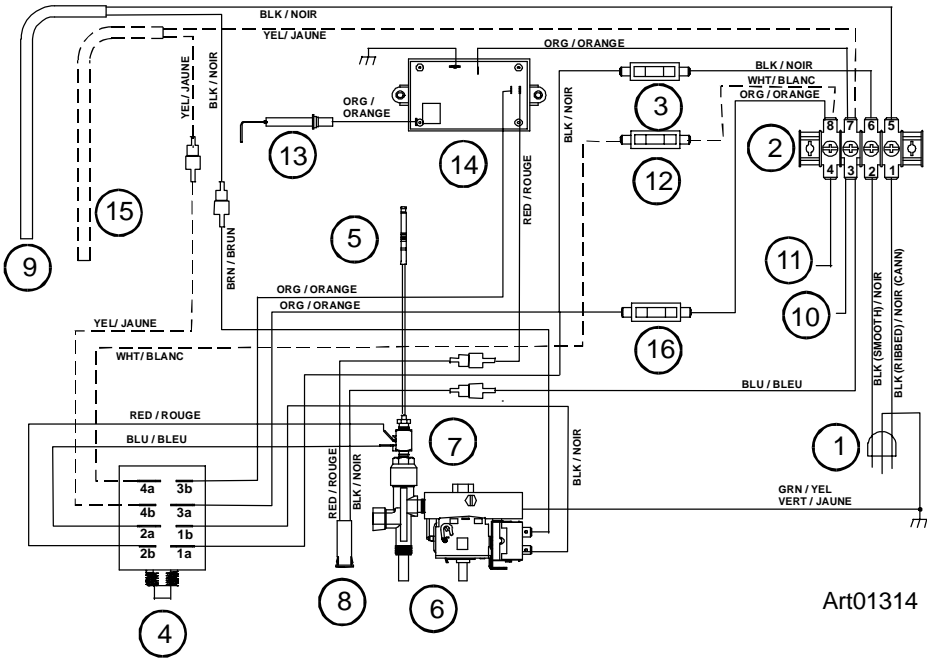 BLK / NOIR
YEL/ JAUNE
ORG / ORANGE
YEL/ JAUNE
BLK / NOIR
BLK / NOIR
WHT/ BLANC
ORG / ORANGE
ORG /
ORANGE
BLK / NOIR
3
8 7 6 5
2
4 3 2 1
13
14
12
15
RED / ROUGE
5
9
BRN / BRUN
11
ORG / ORANGE
ORG / ORANGE
10
YEL/ JAUNE
16
WHT/ BLANC
BLK (SMOOTH) / NOIR
BLK (RIBBED) / NOIR (CANN)
BLU / BLEU
RED / ROUGE
7
1
BLU / BLEU
RED / ROUGE
BLK / NOIR
BLK / NOIR
4a 3b
4b 3a
2a 1b
2b 1a
GRN / YEL
VERT / JAUNE
8
6
4
Art01314